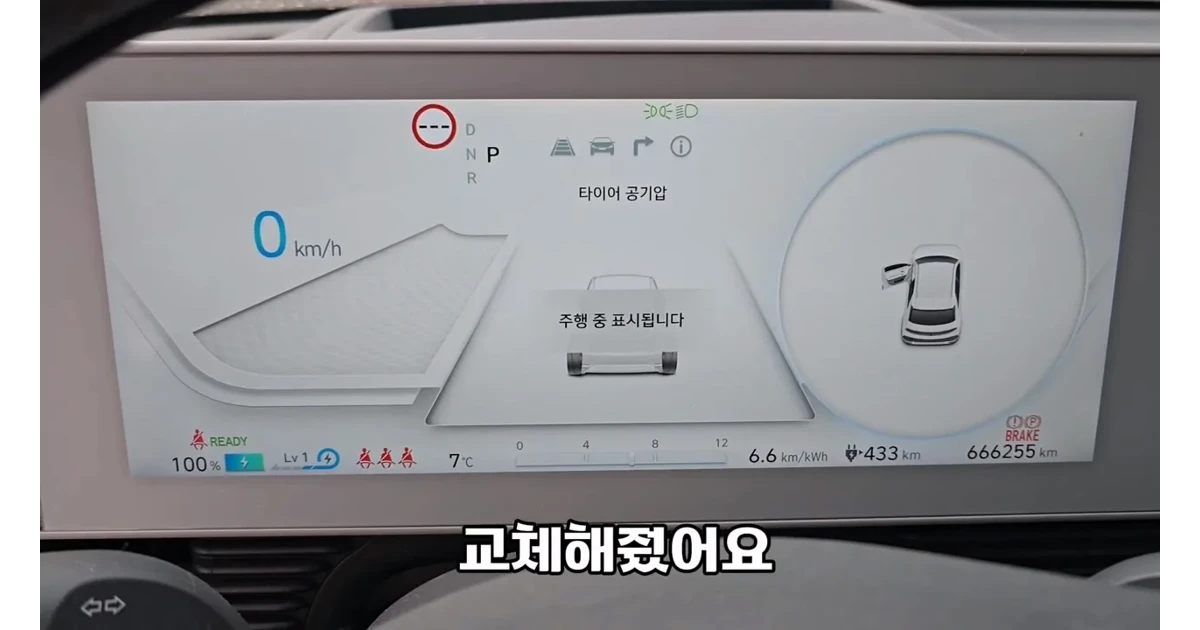 ---
D
N P
R
타이어 공기압
0 km/h
주행 중 표시됩니다
READY
100 % Lv 1
7°C
0 4 8 12
6.6 km/kWh
433 km
BRAKE
666255 km
교체해줬어요